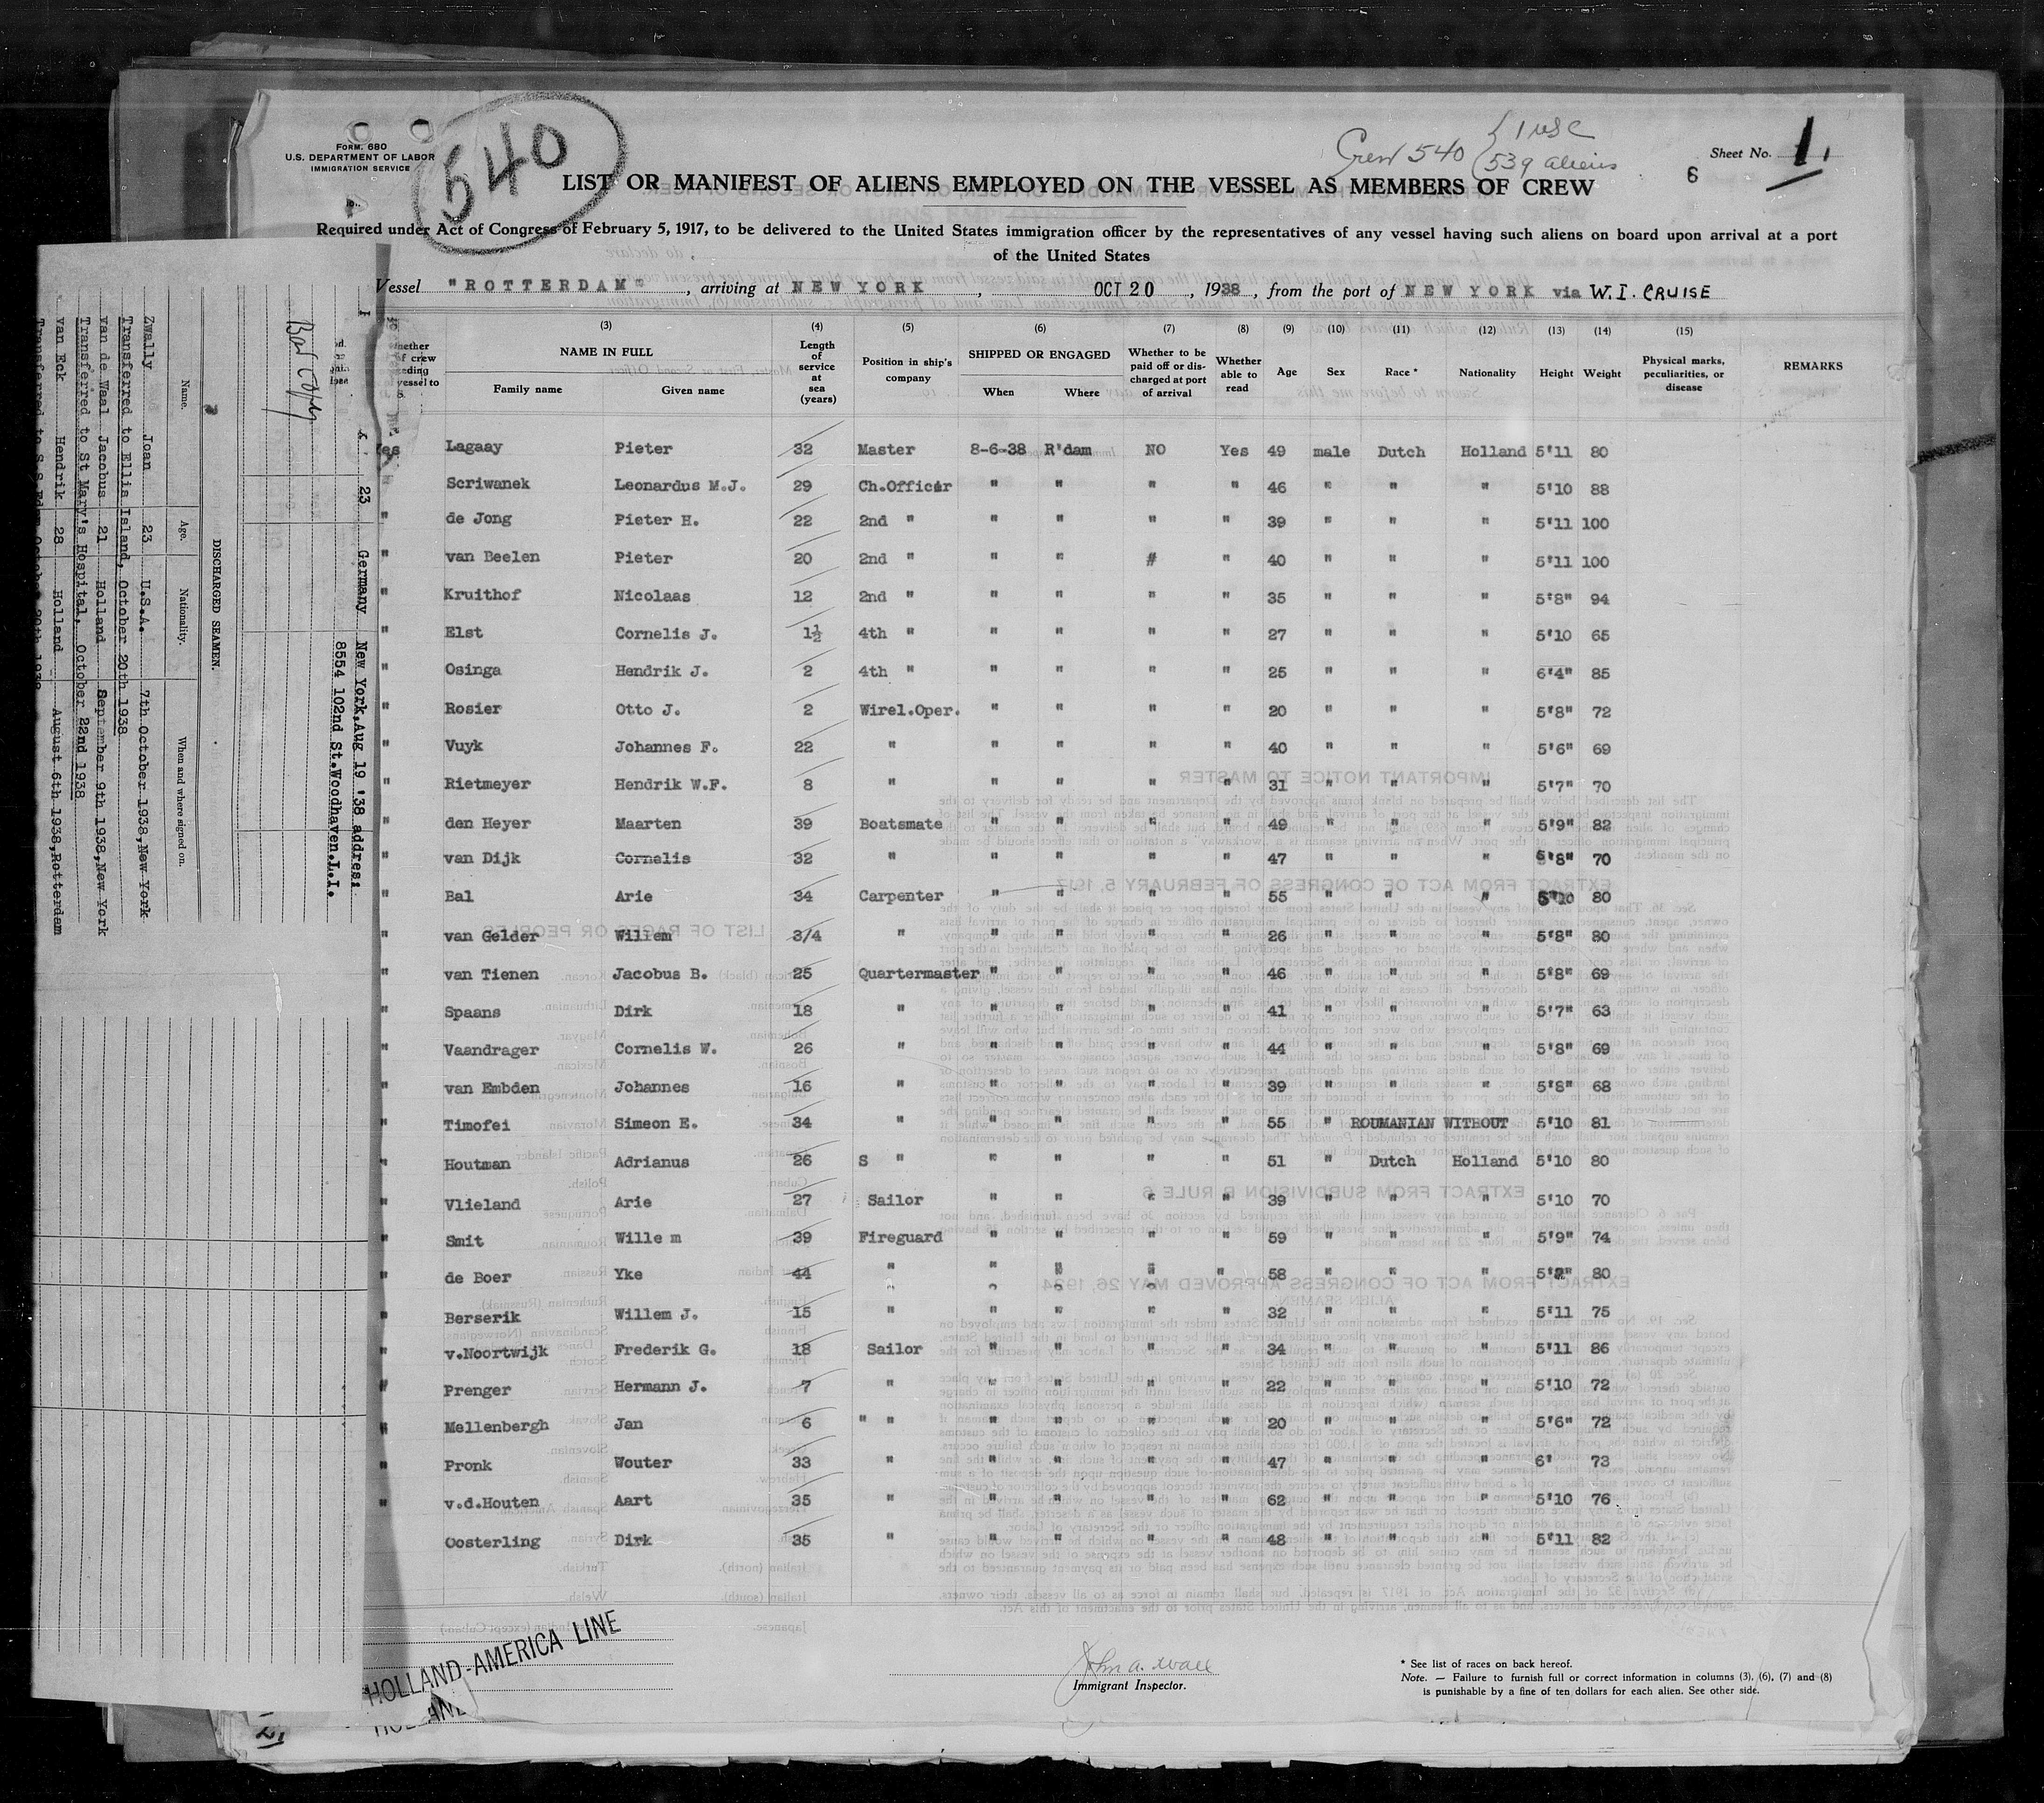 540
Crew 540 { 1 USC
539 aliens
FORM. 680
U.S. DEPARTMENT OF LABOR
IMMIGRATION SERVICE
Sheet No. 1
6
LIST OR MANIFEST OF ALIENS EMPLOYED ON THE VESSEL AS MEMBERS OF CREW
Required under Act of Congress of February 5, 1917, to be delivered to the United States immigration officer by the representatives of any vessel having such aliens on board upon arrival at a port
of the United States
Vessel "ROTTERDAM", arriving at NEW YORK, OCT 20, 1938, from the port of NEW YORK via W.I. CRUISE
(3) (4) (5) (6) (7) (8) (9) (10) (11) (12) (13) (14) (15)
NAME IN FULL Length of service at sea (years) Position in ship's company SHIPPED OR ENGAGED Whether to be paid off or discharged at port of arrival Whether able to read Age Sex Race * Nationality Height Weight Physical marks, peculiarities, or disease REMARKS
Family name Given name When Where
Lagaay Pieter 32 Master 8-6-38 R'dam NO Yes 49 male Dutch Holland 5'11 80
" Scriwanek Leonardus M.J. 29 Ch.Officer " " " " 46 " " " 5'10 88
" de Jong Pieter H. 22 2nd " " " " " 39 " " " 5'11 100
" van Beelen Pieter 20 2nd " " " # " 40 " " " 5'11 100
" Kruithof Nicolaas 12 2nd " " " " " 35 " " " 5'8" 94
" Elst Cornelis J. 1½ 4th " " " " " 27 " " " 5'10 65
" Osinga Hendrik J. 2 4th " " " " " 25 " " " 6'4" 85
" Rosier Otto J. 2 Wirel.Oper. " " " " 20 " " " 5'8" 72
" Vuyk Johannes F. 22 " " " " " 40 " " " 5'6" 69
" Rietmeyer Hendrik W.F. 8 " " " " " 31 " " " 5'7" 70
" den Heyer Maarten 39 Boatsmate " " " " 49 " " " 5'9" 82
" van Dijk Cornelis 32 " " " " " 47 " " " 5'8" 70
" Bal Arie 34 Carpenter " " " " 55 " " " 5'10 80
" van Gelder Willem 3/4 " " " " " 26 " " " 5'8" 80
" van Tienen Jacobus B. 25 Quartermaster " " " " 46 " " " 5'8" 69
" Spaans Dirk 18 " " " " " 41 " " " 5'7" 63
" Vaandrager Cornelis W. 26 " " " " " 44 " " " 5'8" 69
" van Embden Johannes 16 " " " " " 39 " " " 5'8" 68
" Timofei Simeon E. 34 " " " " " 55 " ROUMANIAN WITHOUT 5'10 81
" Houtman Adrianus 26 S " " " " " 51 " Dutch Holland 5'10 80
" Vlieland Arie 27 Sailor " " " " 39 " " " 5'10 70
" Smit Wille m 39 Fireguard " " " " 59 " " " 5'9" 74
" de Boer Yke 44 " " " " " 58 " " " 80
" Berserik Willem J. 15 " " " " " 32 " " " 5'11 75
" v.Noortwijk Frederik G. 18 Sailor " " " " 34 " " " 5'11 86
" Prenger Hermann J. 7 " " " " " 22 " " " 5'10 72
" Mellenbergh Jan 6 " " " " " " 20 " " " 5'6" 72
" Pronk Wouter 33 " " " " " 47 " " " 6' 73
" v.d.Houten Aart 35 " " " " " 62 " " " 5'10 76
Oosterling Dirk 35 " " " " " 48 " " " 5'11 82
HOLLAND-AMERICA LINE
John A. Wall
Immigrant Inspector.
* See list of races on back hereof.
Note. — Failure to furnish full or correct information in columns (3), (6), (7) and (8)
is punishable by a fine of ten dollars for each alien. See other side.
23 Germany New York, Aug 19 '38 address:
8554 102nd St.Woodhaven.L.I.
DISCHARGED SEAMEN.
Name. Age. Nationality. When and where signed on.
Zwally Joan 23 U.S.A. 7th October 1938,New York
Transferred to Ellis Island, October 20th 1938
van de Waal Jacobus 21 Holland September 9th 1938,New York
Transferred to St Mary's Hospital, October 22nd 1938
van Eck Hendrik 28 Holland August 6th 1938,Rotterdam